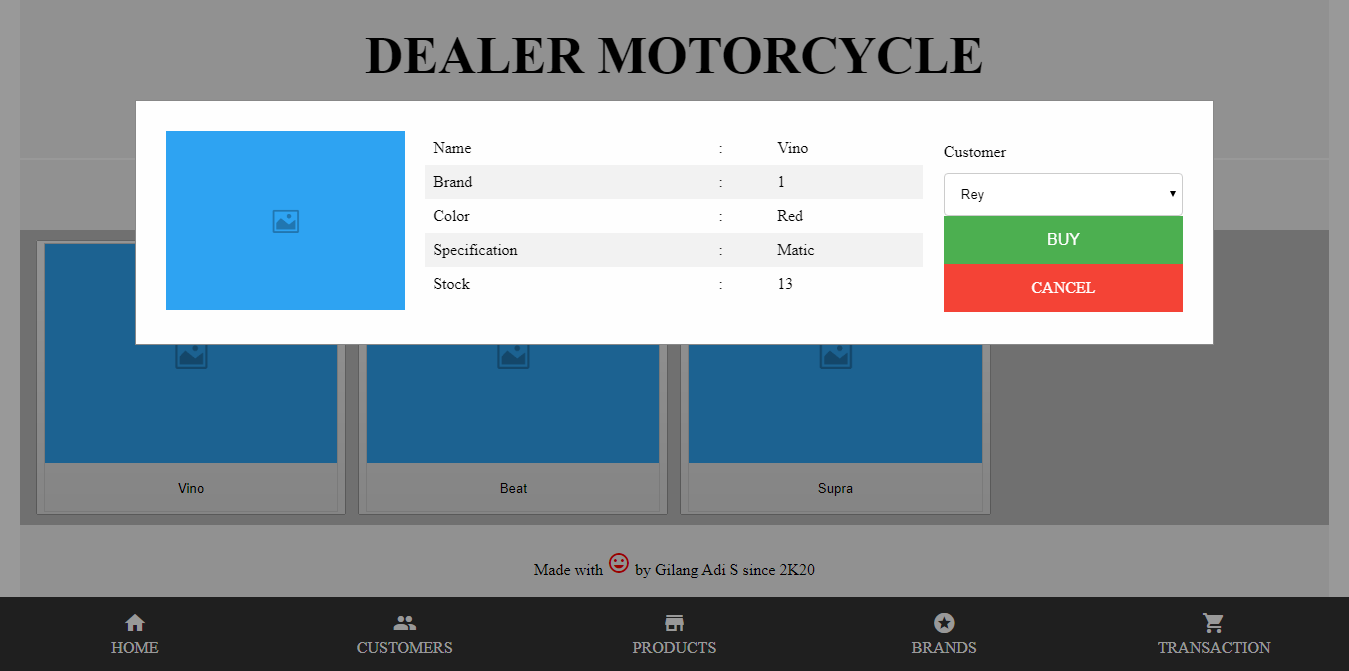 DEALER MOTORCYCLE
Name : Vino
Brand : 1
Color : Red
Specification : Matic
Stock : 13
Customer
Rey
BUY
CANCEL
Vino
Beat
Supra
Made with by Gilang Adi S since 2K20
HOME
CUSTOMERS
PRODUCTS
BRANDS
TRANSACTION